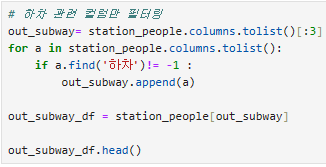 # 하차 관련 컬럼만 필터링
out_subway= station_people.columns.tolist()[:3]
for a in station_people.columns.tolist():
    if a.find('하차')!= -1 :
        out_subway.append(a)
out_subway_df = station_people[out_subway]
out_subway_df.head()